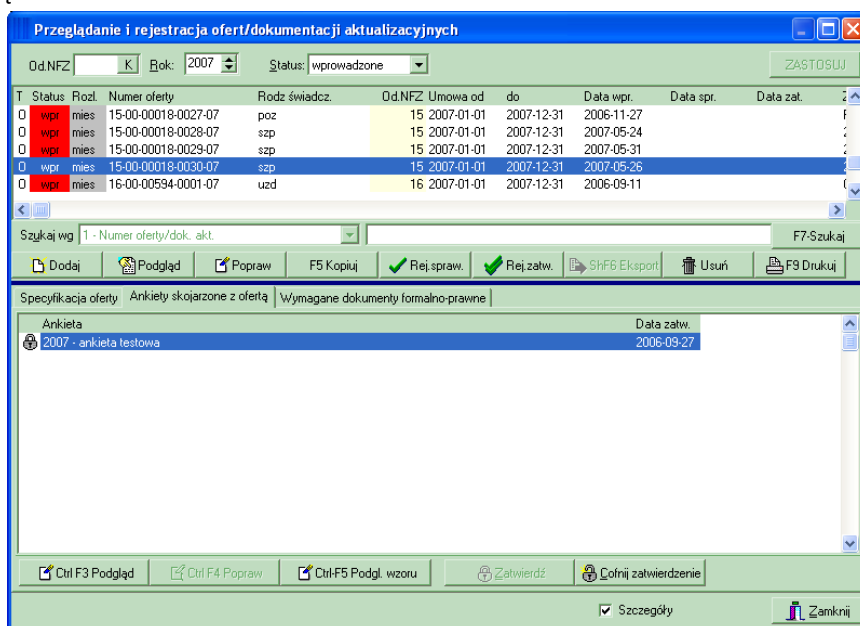 Przeglądanie i rejestracja ofert/dokumentacji aktualizacyjnych
Od.NFZ K Rok: 2007 Status: wprowadzone ZASTOSUJ
T Status Rozl. Numer oferty Rodz świadcz. Od.NFZ Umowa od do Data wpr. Data spr. Data zat.
O wpr mies 15-00-00018-0027-07 poz 15 2007-01-01 2007-12-31 2006-11-27
O wpr mies 15-00-00018-0028-07 szp 15 2007-01-01 2007-12-31 2007-05-24
O wpr mies 15-00-00018-0029-07 szp 15 2007-01-01 2007-12-31 2007-05-31
O wpr mies 15-00-00018-0030-07 szp 15 2007-01-01 2007-12-31 2007-05-26
O wpr mies 16-00-00594-0001-07 uzd 16 2007-01-01 2007-12-31 2006-09-11
Szukaj wg 1 - Numer oferty/dok. akt. F7-Szukaj
Dodaj Podgląd Popraw F5 Kopiuj Rej.spraw. Rej.zatw. ShF6 Eksport Usuń F9 Drukuj
Specyfikacja oferty Ankiety skojarzone z ofertą Wymagane dokumenty formalno-prawne
Ankieta Data zatw.
2007 - ankieta testowa 2006-09-27
Ctrl F3 Podgląd Ctrl F4 Popraw Ctrl-F5 Podgl. wzoru Zatwierdź Cofnij zatwierdzenie
Szczegóły Zamknij